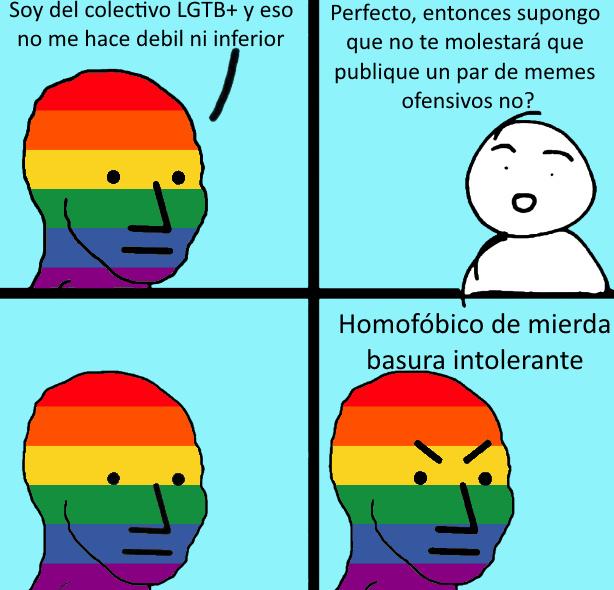 Soy del colectivo LGTB+ y eso
no me hace debil ni inferior
Perfecto, entonces supongo
que no te molestará que
publique un par de memes
ofensivos no?
Homofóbico de mierda
basura intolerante